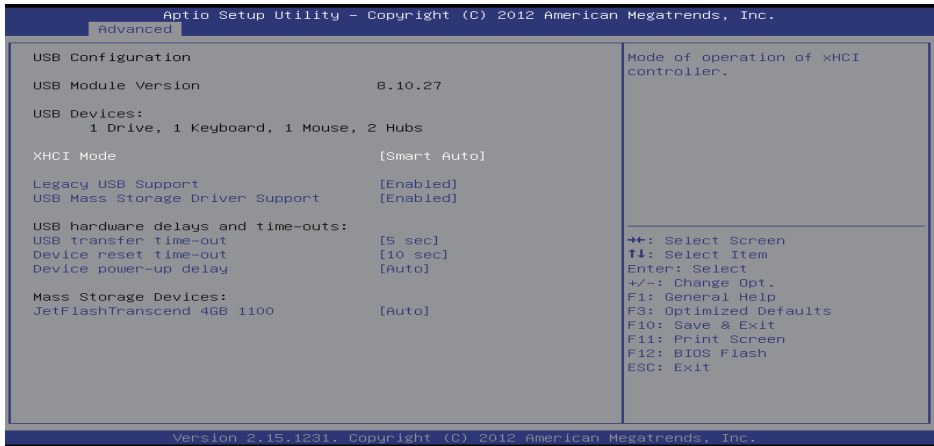 Aptio Setup Utility – Copyright (C) 2012 American Megatrends, Inc.
Advanced
USB Configuration
USB Module Version 8.10.27
USB Devices:
1 Drive, 1 Keyboard, 1 Mouse, 2 Hubs
XHCI Mode [Smart Auto]
Legacy USB Support [Enabled]
USB Mass Storage Driver Support [Enabled]
USB hardware delays and time-outs:
USB transfer time-out [5 sec]
Device reset time-out [10 sec]
Device power-up delay [Auto]
Mass Storage Devices:
JetFlashTranscend 4GB 1100 [Auto]
Mode of operation of xHCI
controller.
→←: Select Screen
↑↓: Select Item
Enter: Select
+/-: Change Opt.
F1: General Help
F3: Optimized Defaults
F10: Save & Exit
F11: Print Screen
F12: BIOS Flash
ESC: Exit
Version 2.15.1231. Copyright (C) 2012 American Megatrends, Inc.